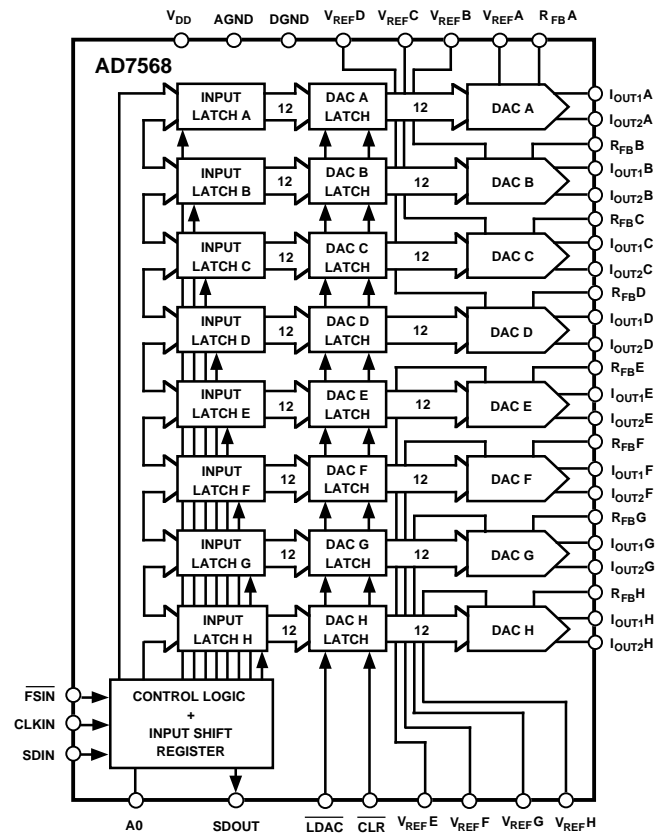 VDD AGND DGND VREFD VREFC VREFB VREFA RFBA
AD7568
INPUT LATCH A 12 DAC A LATCH 12 DAC A
IOUT1A
IOUT2A
RFBB
INPUT LATCH B 12 DAC B LATCH 12 DAC B
IOUT1B
IOUT2B
RFBC
INPUT LATCH C 12 DAC C LATCH 12 DAC C
IOUT1C
IOUT2C
RFBD
INPUT LATCH D 12 DAC D LATCH 12 DAC D
IOUT1D
IOUT2D
RFBE
INPUT LATCH E 12 DAC E LATCH 12 DAC E
IOUT1E
IOUT2E
RFBF
INPUT LATCH F 12 DAC F LATCH 12 DAC F
IOUT1F
IOUT2F
RFBG
INPUT LATCH G 12 DAC G LATCH 12 DAC G
IOUT1G
IOUT2G
RFBH
INPUT LATCH H 12 DAC H LATCH 12 DAC H
IOUT1H
IOUT2H
FSIN
CLKIN
SDIN
CONTROL LOGIC
+
INPUT SHIFT
REGISTER
A0 SDOUT LDAC CLR VREFE VREFF VREFG VREFH